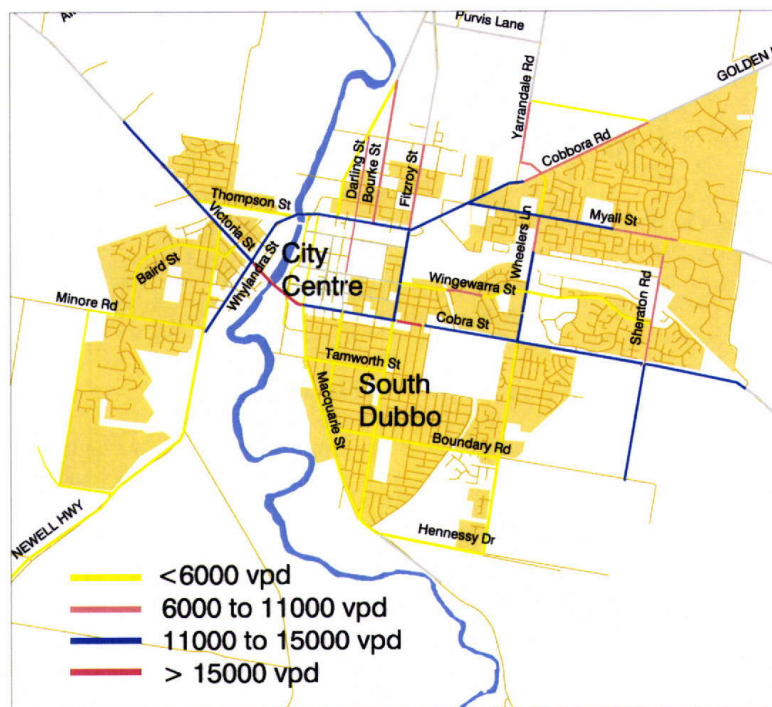 Purvis Lane
GOLDEN
Yarrandale Rd
Cobbora Rd
Darling St
Bourke St
Fitzroy St
Thompson St
Victoria St
Myall St
Wheelers Ln
Baird St
Whylandra St
City
Centre
Wingewarra St
Minore Rd
Cobra St
Sheraton Rd
Tamworth St
South
Dubbo
Macquarie St
Boundary Rd
Hennessy Dr
NEWELL HWY
<6000 vpd
6000 to 11000 vpd
11000 to 15000 vpd
> 15000 vpd